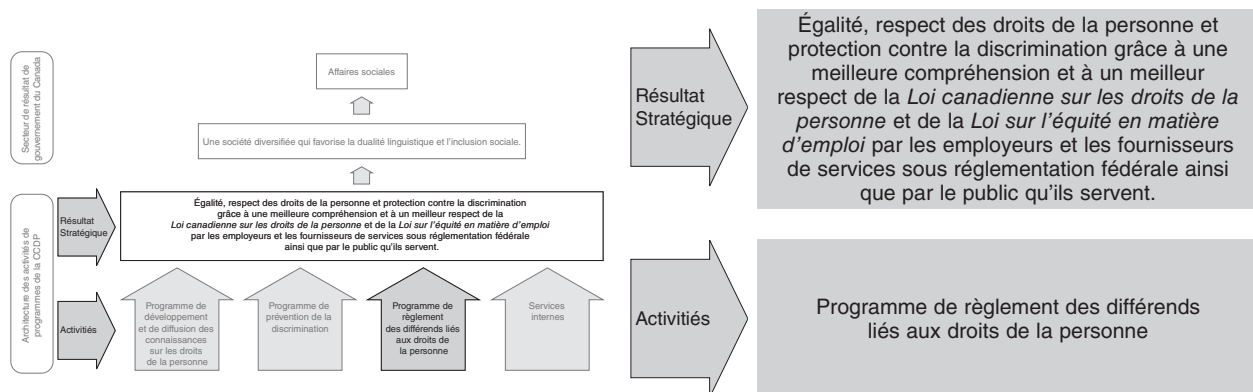 Secteur de résultat de
gouvernement du Canada
Affaires sociales
Une société diversifiée qui favorise la dualité linguistique et l'inclusion sociale.
Architecture des activités de
programmes de la CCDP
Résultat
Stratégique
Égalité, respect des droits de la personne et protection contre la discrimination
grâce à une meilleure compréhension et à un meilleur respect de la
Loi canadienne sur les droits de la personne et de la Loi sur l'équité en matière d'emploi
par les employeurs et les fournisseurs de services sous réglementation fédérale
ainsi que par le public qu'ils servent.
Activitiés
Programme de
développement
et de diffusion des
connaissances
sur les droits
de la personne
Programme de
prévention de la
discrimination
Programme de
règlement
des différends liés
aux droits de
la personne
Services
internes
Résultat
Stratégique
Égalité, respect des droits de la personne et
protection contre la discrimination grâce à une
meilleure compréhension et à un meilleur
respect de la Loi canadienne sur les droits de la
personne et de la Loi sur l'équité en matière
d'emploi par les employeurs et les fournisseurs
de services sous réglementation fédérale ainsi
que par le public qu'ils servent.
Activitiés
Programme de règlement des différends
liés aux droits de la personne